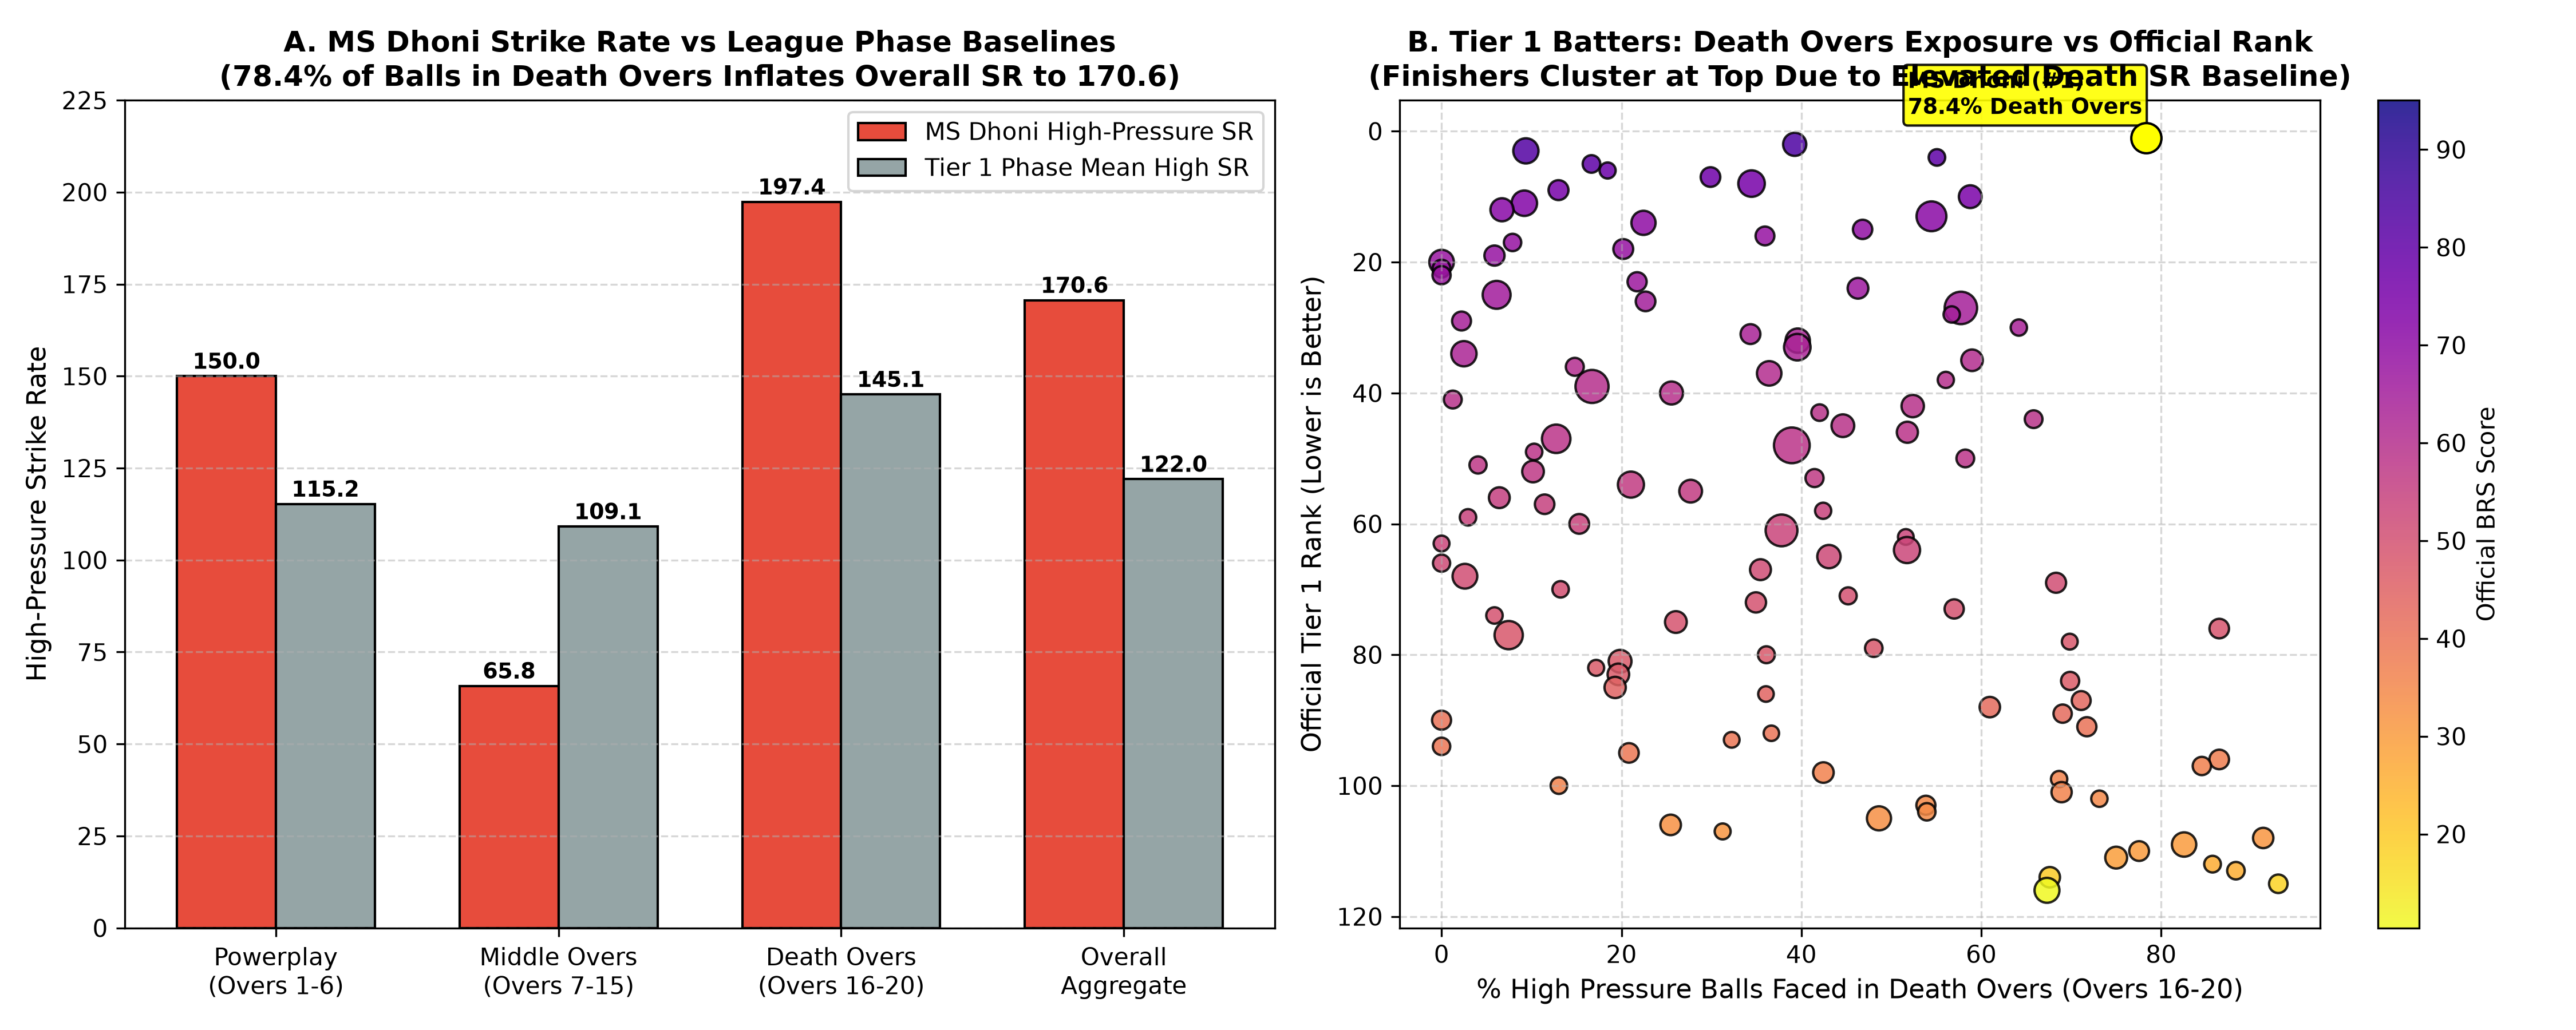 A. MS Dhoni Strike Rate vs League Phase Baselines
(78.4% of Balls in Death Overs Inflates Overall SR to 170.6)
High-Pressure Strike Rate
225
200
175
150
125
100
75
50
25
0
MS Dhoni High-Pressure SR
Tier 1 Phase Mean High SR
150.0
115.2
65.8
109.1
197.4
145.1
170.6
122.0
Powerplay
(Overs 1-6)
Middle Overs
(Overs 7-15)
Death Overs
(Overs 16-20)
Overall
Aggregate
B. Tier 1 Batters: Death Overs Exposure vs Official Rank
(Finishers Cluster at Top Due to Elevated Death SR Baseline)
MS Dhoni (#1)
78.4% Death Overs
Official Tier 1 Rank (Lower is Better)
0
20
40
60
80
100
120
0 20 40 60 80
% High Pressure Balls Faced in Death Overs (Overs 16-20)
90
80
70
60
50
40
30
20
Official BRS Score